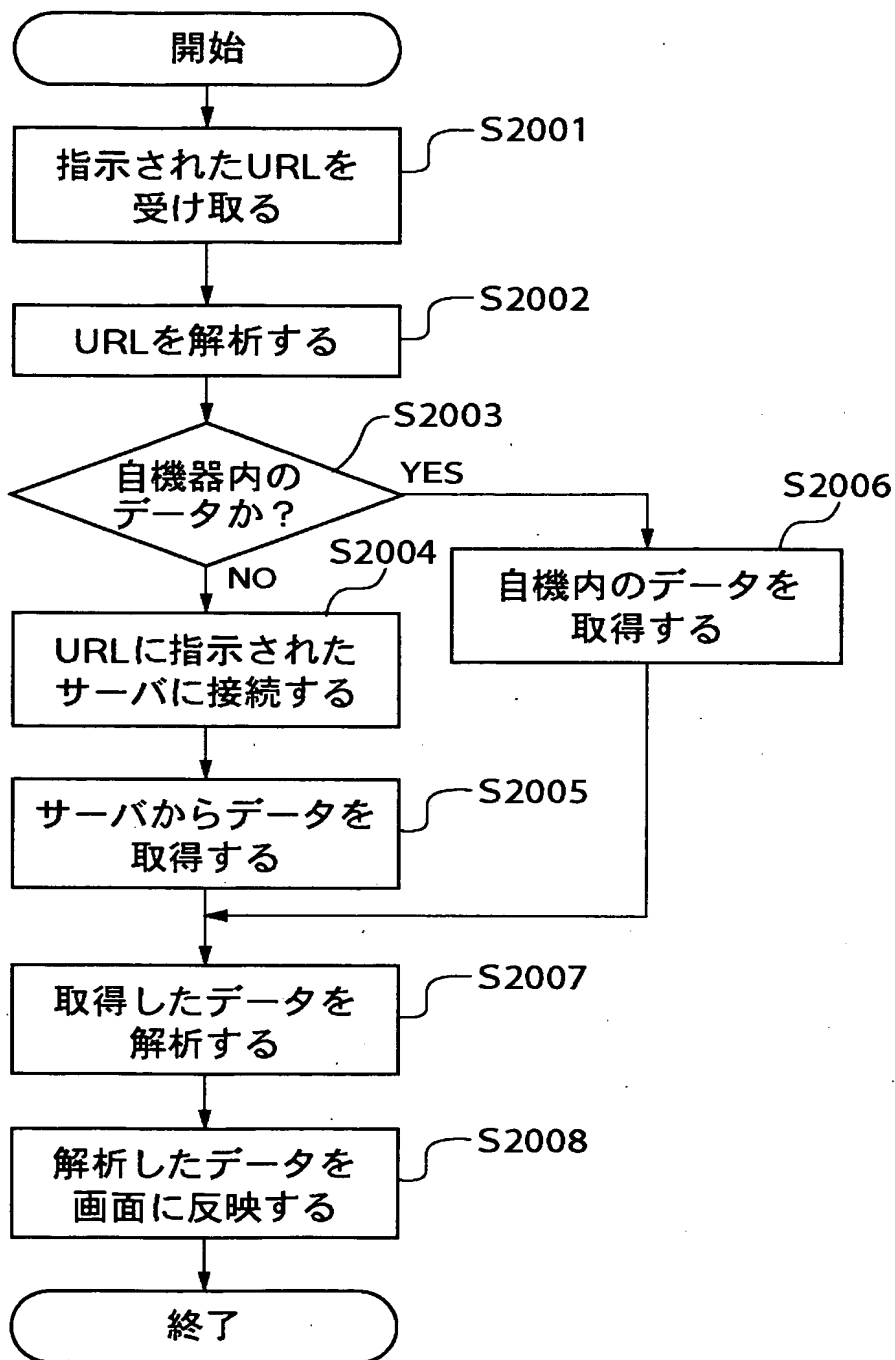 開始
S2001
指示されたURLを
受け取る
S2002
URLを解析する
S2003
自機器内の
データか？
YES
NO
S2006
自機内のデータを
取得する
S2004
URLに指示された
サーバに接続する
S2005
サーバからデータを
取得する
S2007
取得したデータを
解析する
S2008
解析したデータを
画面に反映する
終了